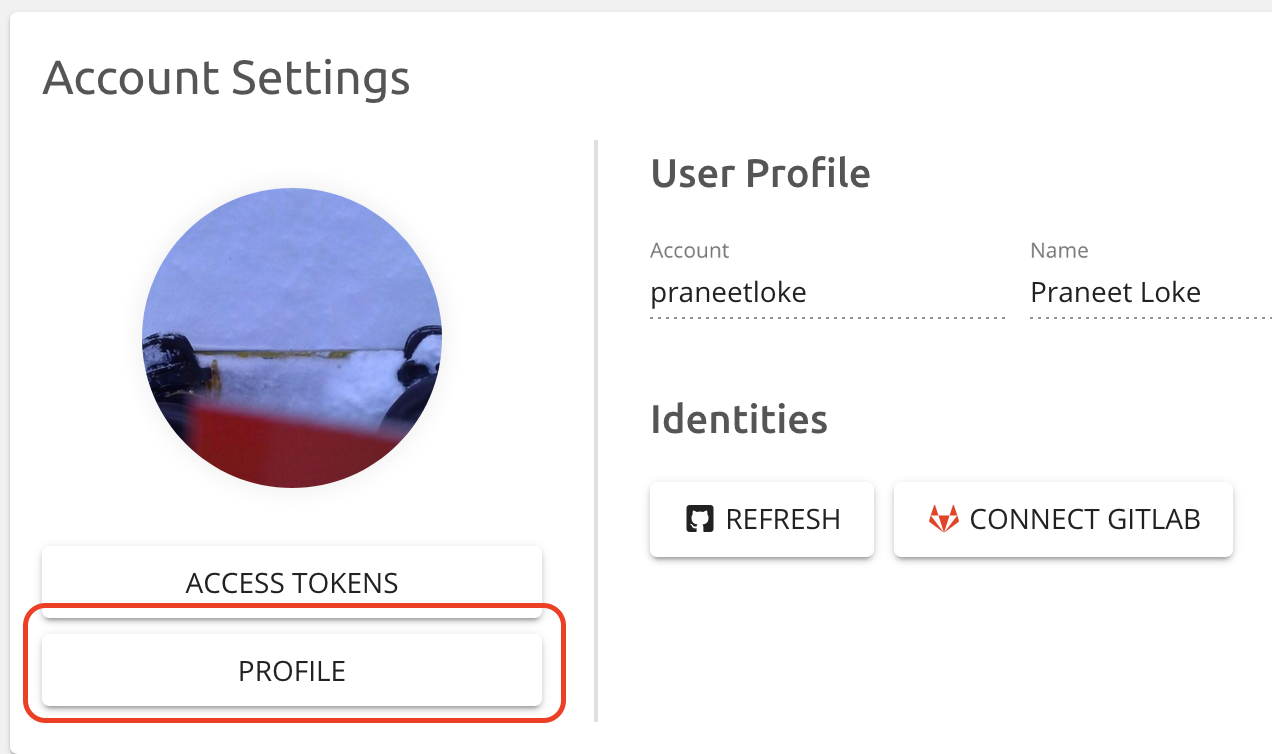 Account Settings
User Profile
Account
praneetloke
Name
Praneet Loke
Identities
REFRESH
CONNECT GITLAB
ACCESS TOKENS
PROFILE